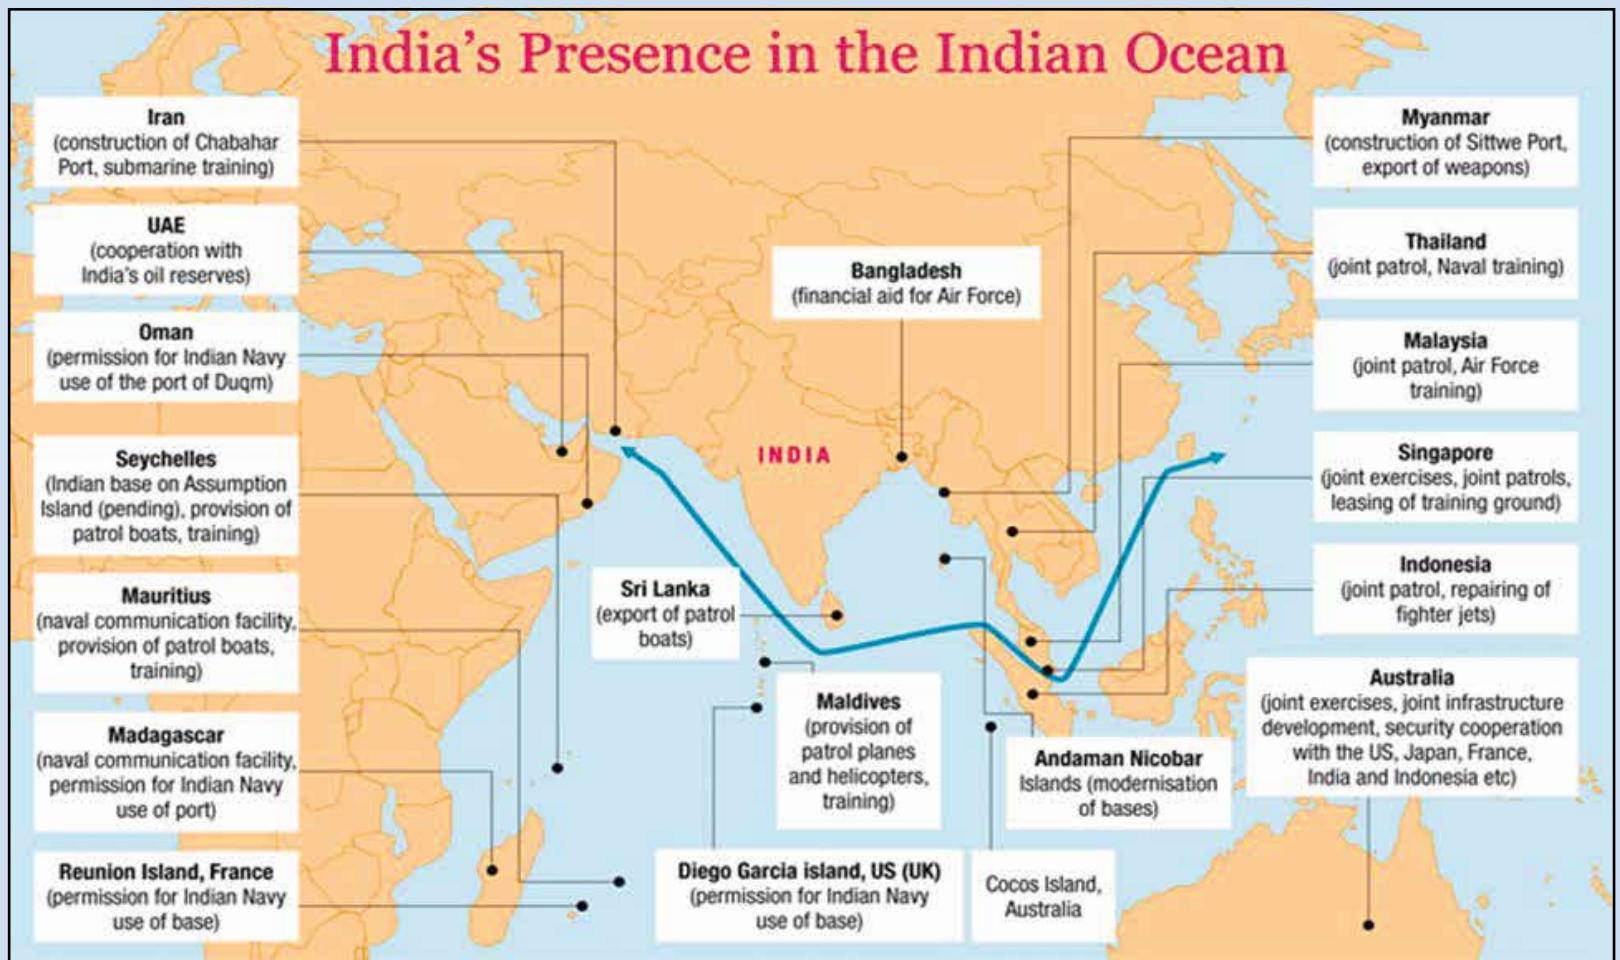 India's Presence in the Indian Ocean
Iran
(construction of Chabahar
Port, submarine training)
UAE
(cooperation with
India's oil reserves)
Oman
(permission for Indian Navy
use of the port of Duqm)
Seychelles
(Indian base on Assumption
Island (pending), provision of
patrol boats, training)
Mauritius
(naval communication facility,
provision of patrol boats,
training)
Madagascar
(naval communication facility,
permission for Indian Navy
use of port)
Reunion Island, France
(permission for Indian Navy
use of base)
Bangladesh
(financial aid for Air Force)
INDIA
Sri Lanka
(export of patrol
boats)
Maldives
(provision of
patrol planes
and helicopters,
training)
Diego Garcia island, US (UK)
(permission for Indian Navy
use of base)
Cocos Island,
Australia
Andaman Nicobar
Islands (modernisation
of bases)
Myanmar
(construction of Sittwe Port,
export of weapons)
Thailand
(joint patrol, Naval training)
Malaysia
(joint patrol, Air Force
training)
Singapore
(joint exercises, joint patrols,
leasing of training ground)
Indonesia
(joint patrol, repairing of
fighter jets)
Australia
(joint exercises, joint infrastructure
development, security cooperation
with the US, Japan, France,
India and Indonesia etc)